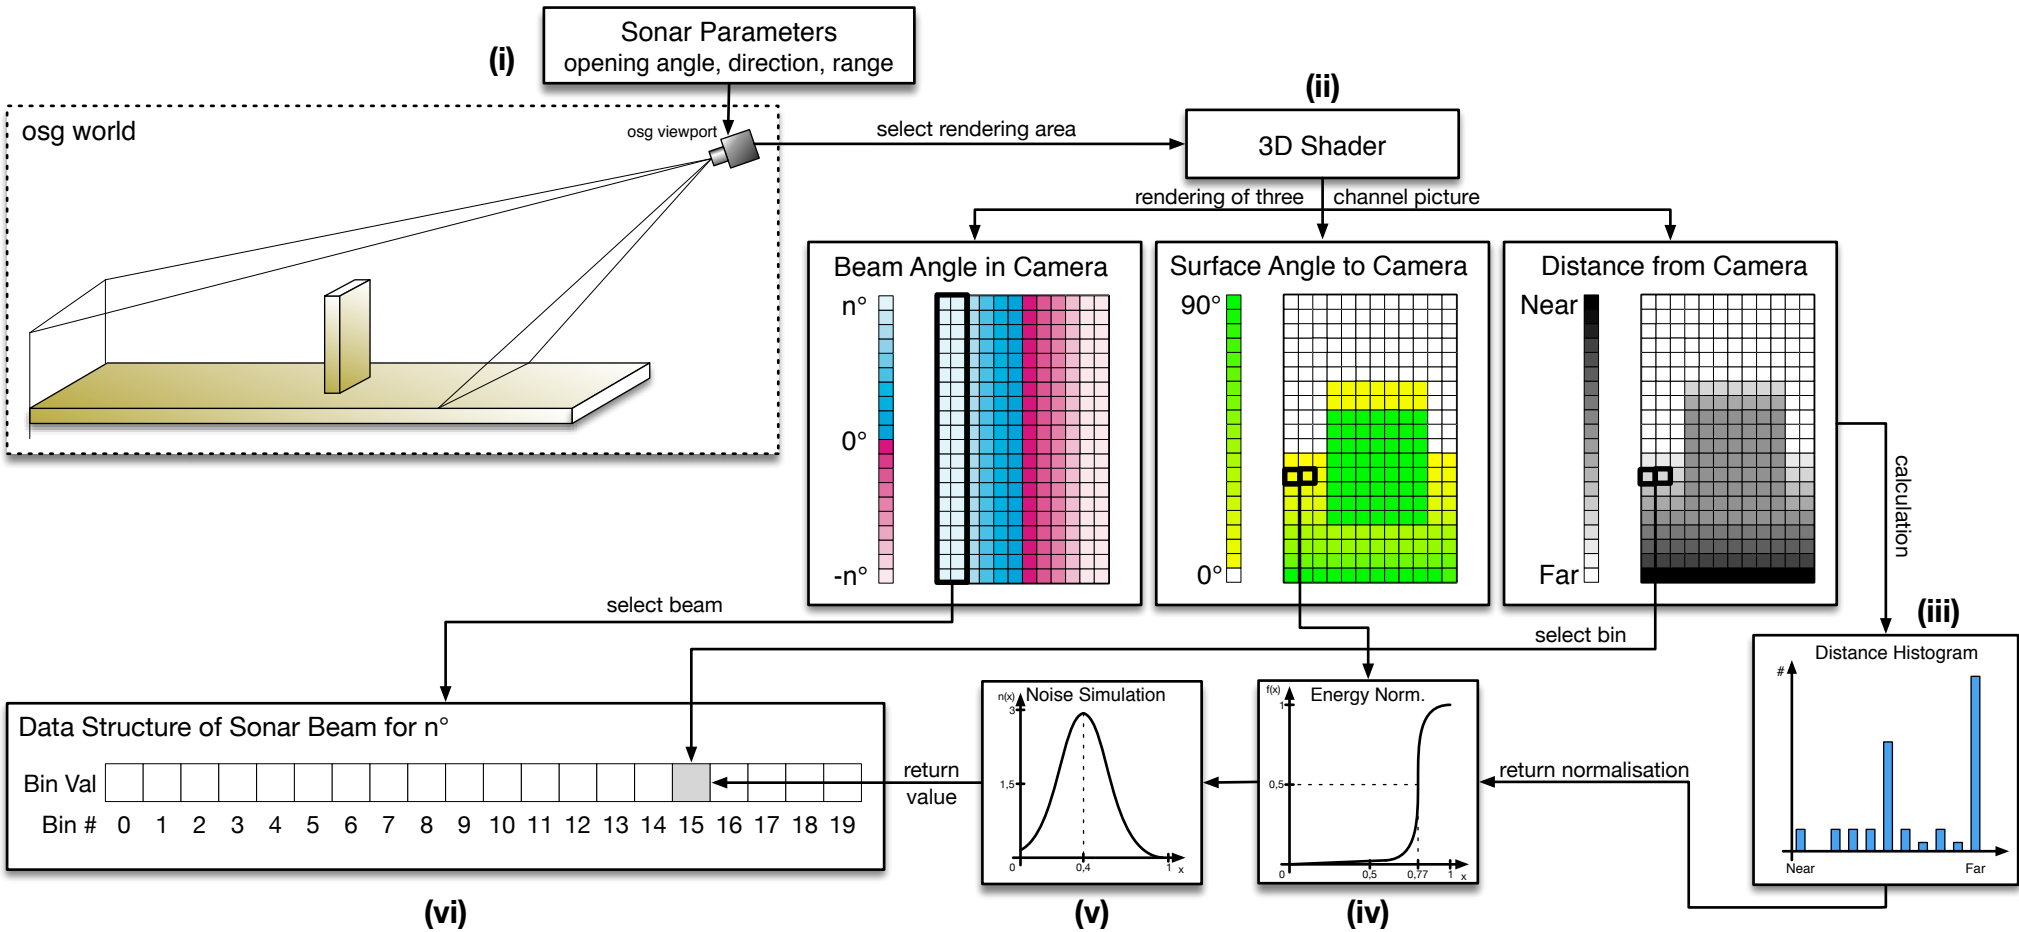 (i)
Sonar Parameters
opening angle, direction, range
osg world
osg viewport
select rendering area
(ii)
3D Shader
rendering of three
channel picture
Beam Angle in Camera
n°
0°
-n°
Surface Angle to Camera
90°
0°
Distance from Camera
Near
Far
calculation
select beam
select bin
(iii)
Distance Histogram
#
Near
Far
return normalisation
Energy Norm.
f(x)
1
0,5
0
0,5
0,77
1
x
(iv)
Noise Simulation
n(x)
3
1,5
0
0,4
1
x
(v)
return
value
Data Structure of Sonar Beam for n°
Bin Val
Bin # 0 1 2 3 4 5 6 7 8 9 10 11 12 13 14 15 16 17 18 19
(vi)